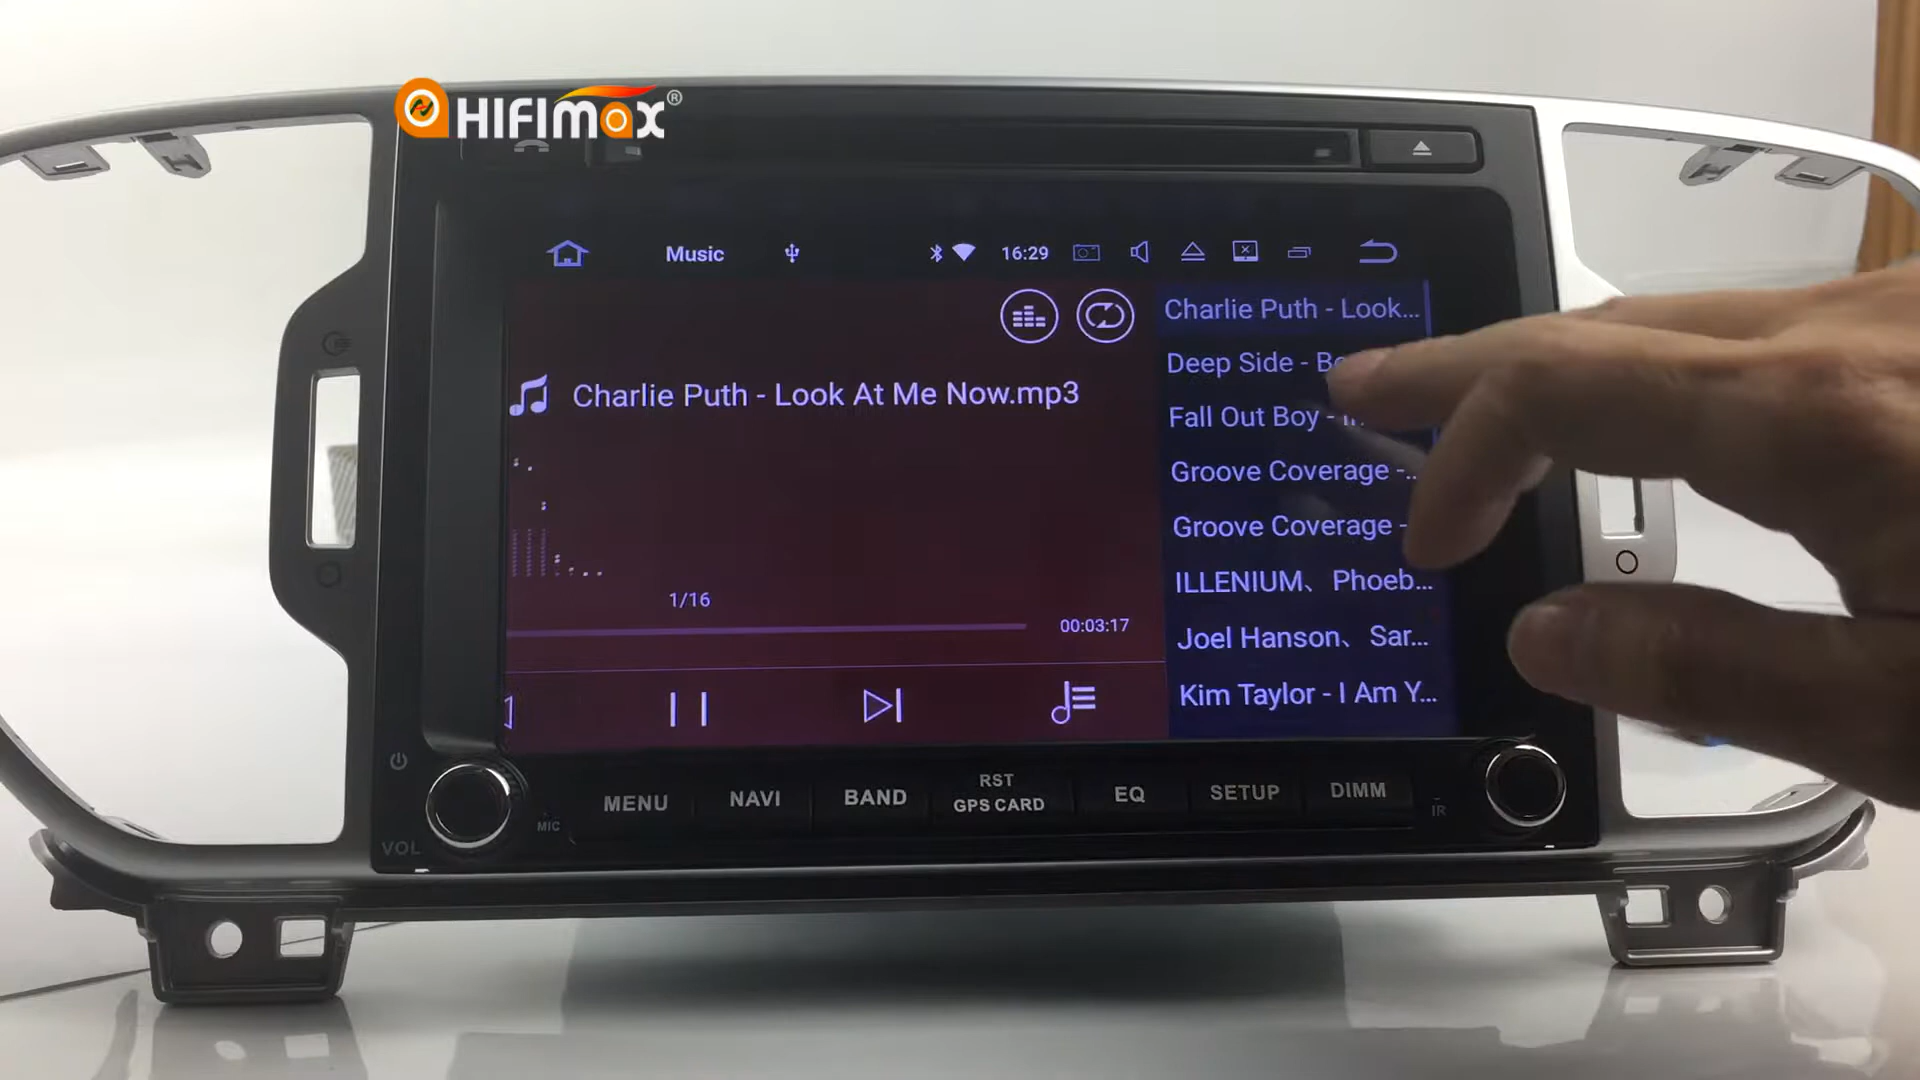 HIFIMAX®
Music
16:29
Charlie Puth - Look At Me Now.mp3
1/16
00:03:17
Charlie Puth - Look...
Deep Side -
Fall Out Boy -
Groove Coverage -..
Groove Coverage -
ILLENIUM、Phoeb...
Joel Hanson、Sar...
Kim Taylor - I Am Y...
VOL
MIC
MENU
NAVI
BAND
RST
GPS CARD
EQ
SETUP
DIMM
IR